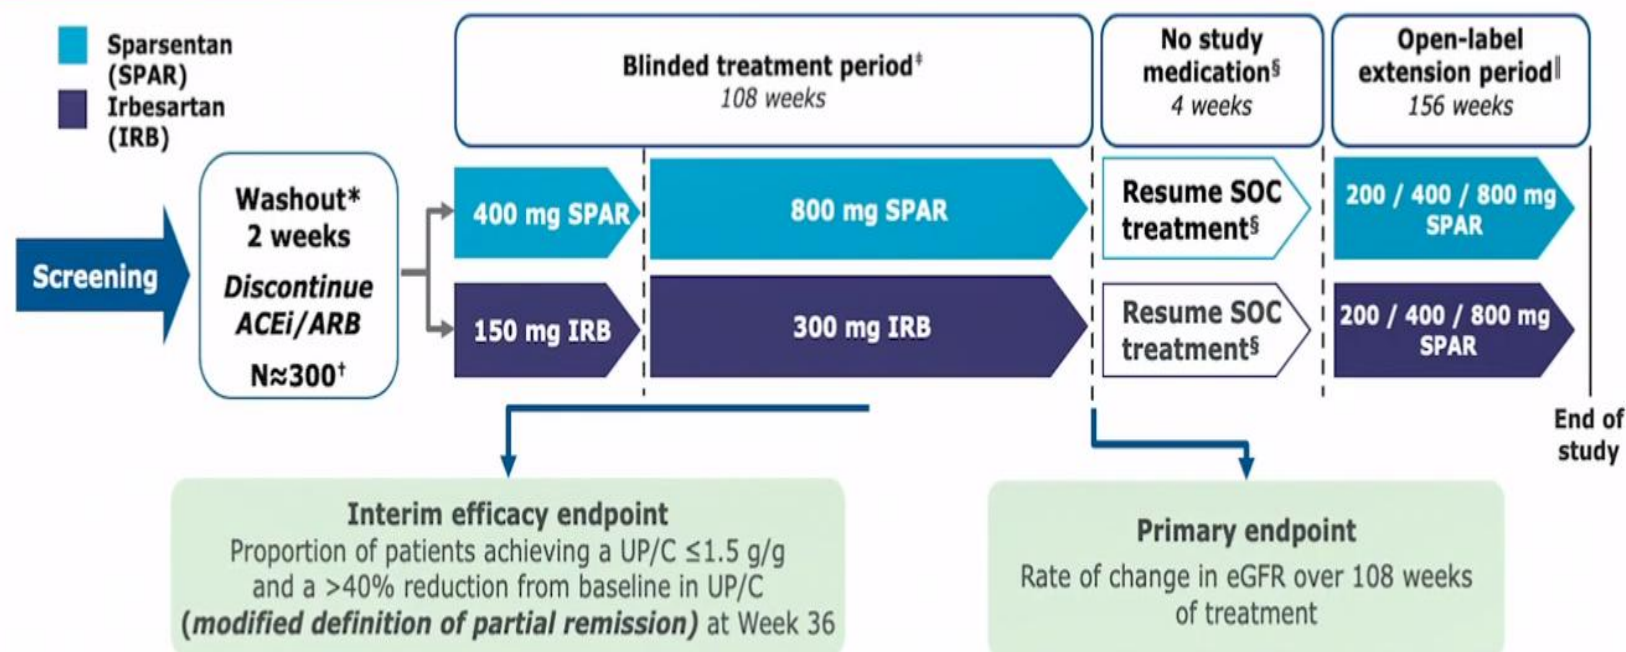 Sparsentan
(SPAR)
Irbesartan
(IRB)
Blinded treatment period‡
108 weeks
No study
medication§
4 weeks
Open-label
extension period‖
156 weeks
Screening
Washout*
2 weeks
Discontinue
ACEi/ARB
N≈300†
400 mg SPAR
800 mg SPAR
Resume SOC
treatment§
200 / 400 / 800 mg
SPAR
150 mg IRB
300 mg IRB
Resume SOC
treatment§
200 / 400 / 800 mg
SPAR
End of
study
Interim efficacy endpoint
Proportion of patients achieving a UP/C ≤1.5 g/g
and a >40% reduction from baseline in UP/C
(modified definition of partial remission) at Week 36
Primary endpoint
Rate of change in eGFR over 108 weeks
of treatment